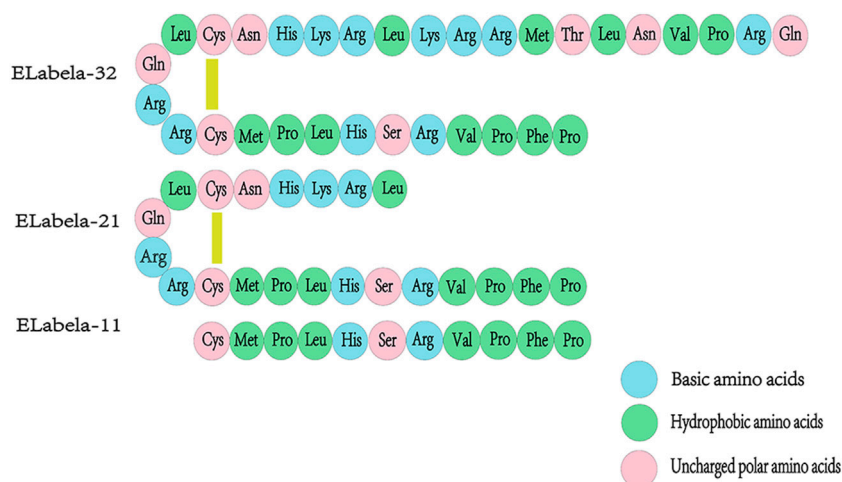 Leu Cys Asn His Lys Arg Leu Lys Arg Arg Met Thr Leu Asn Val Pro Arg Gln
Gln
ELabela-32
Arg
Arg Cys Met Pro Leu His Ser Arg Val Pro Phe Pro
Leu Cys Asn His Lys Arg Leu
Gln
ELabela-21
Arg
Arg Cys Met Pro Leu His Ser Arg Val Pro Phe Pro
ELabela-11
Cys Met Pro Leu His Ser Arg Val Pro Phe Pro
Basic amino acids
Hydrophobic amino acids
Uncharged polar amino acids